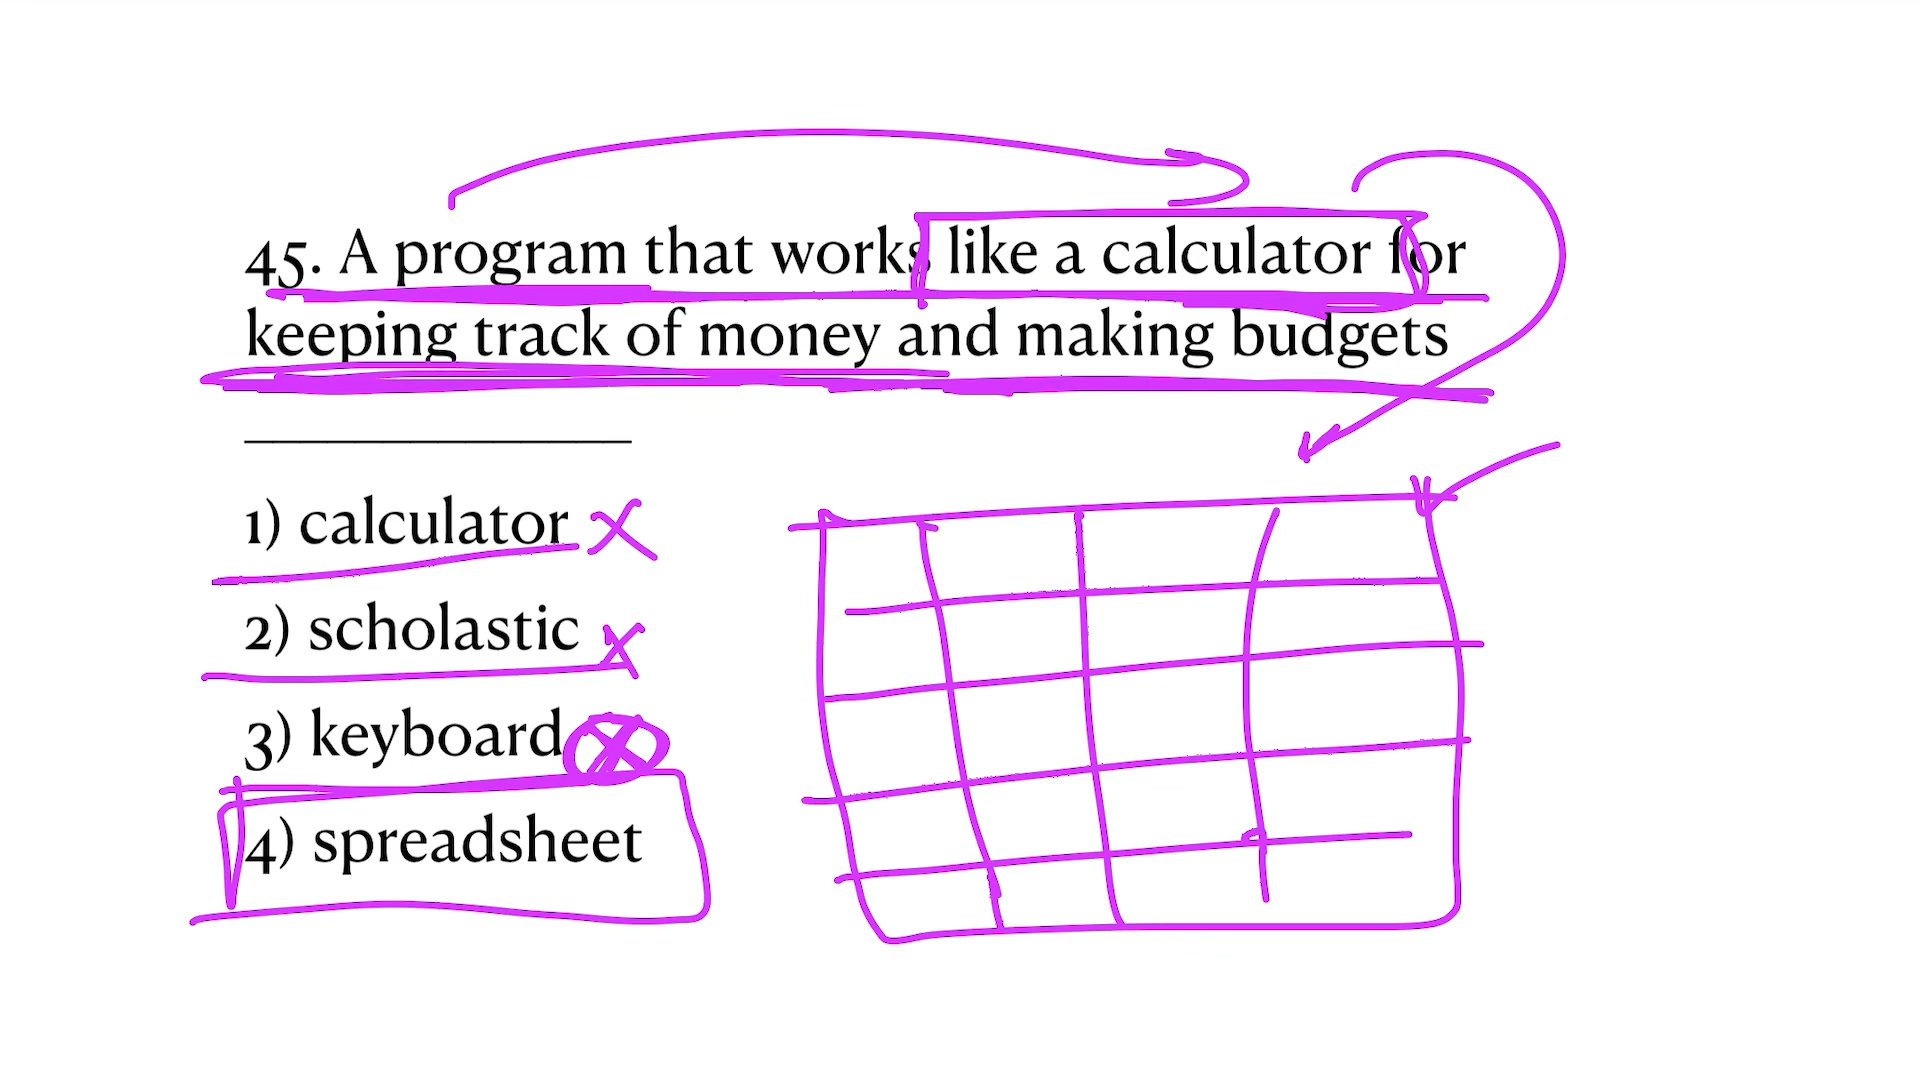 45. A program that works like a calculator for
keeping track of money and making budgets
______________
1) calculator
2) scholastic
3) keyboard
4) spreadsheet